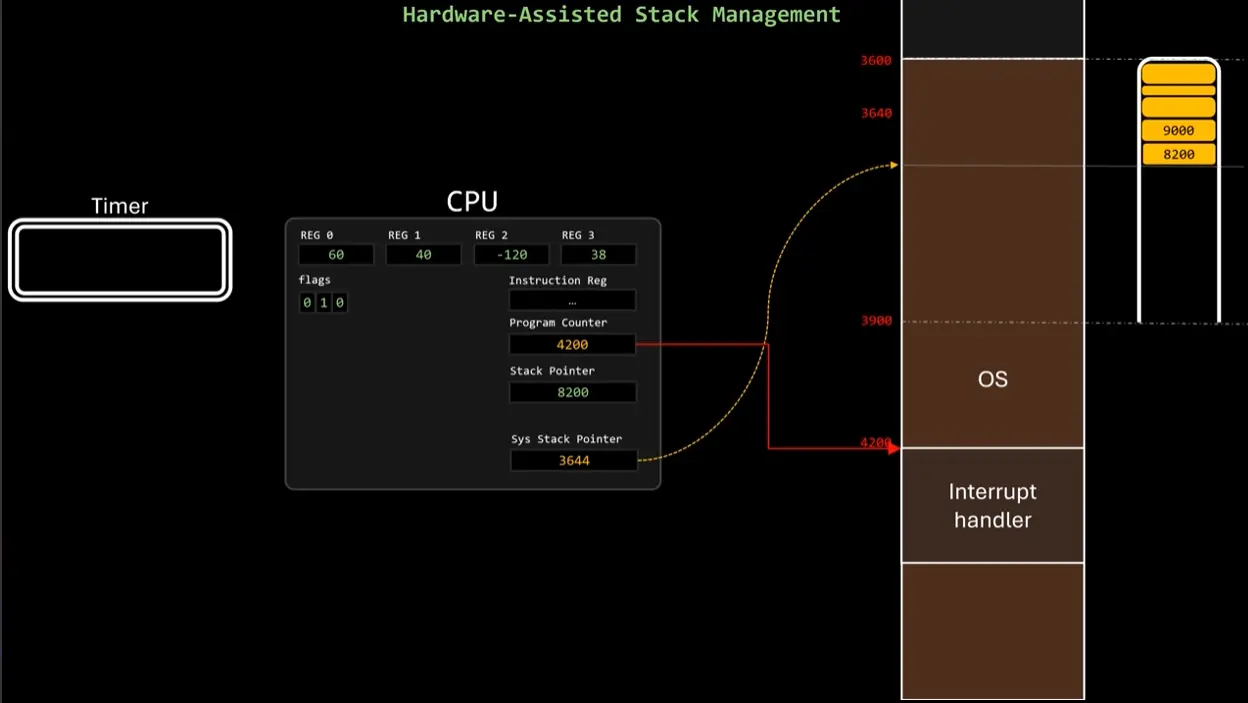 Hardware-Assisted Stack Management
3600
3640
9000
8200
Timer
CPU
REG 0 REG 1 REG 2 REG 3
60 40 -120 38
flags
0 1 0
Instruction Reg
…
Program Counter
4200
Stack Pointer
8200
Sys Stack Pointer
3644
3900
OS
4200
Interrupt
handler